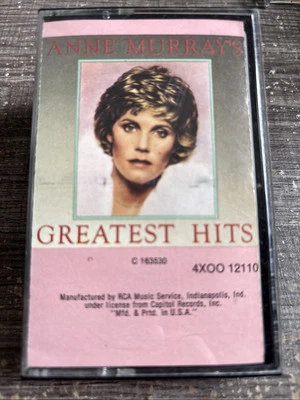 ANNE MURRAY'S
GREATEST HITS
C 163530
4XOO 12110
Manufactured by RCA Music Service, Indianapolis, Ind.
under license from Capitol Records, Inc.
"Mfd. & Prtd. in U.S.A."